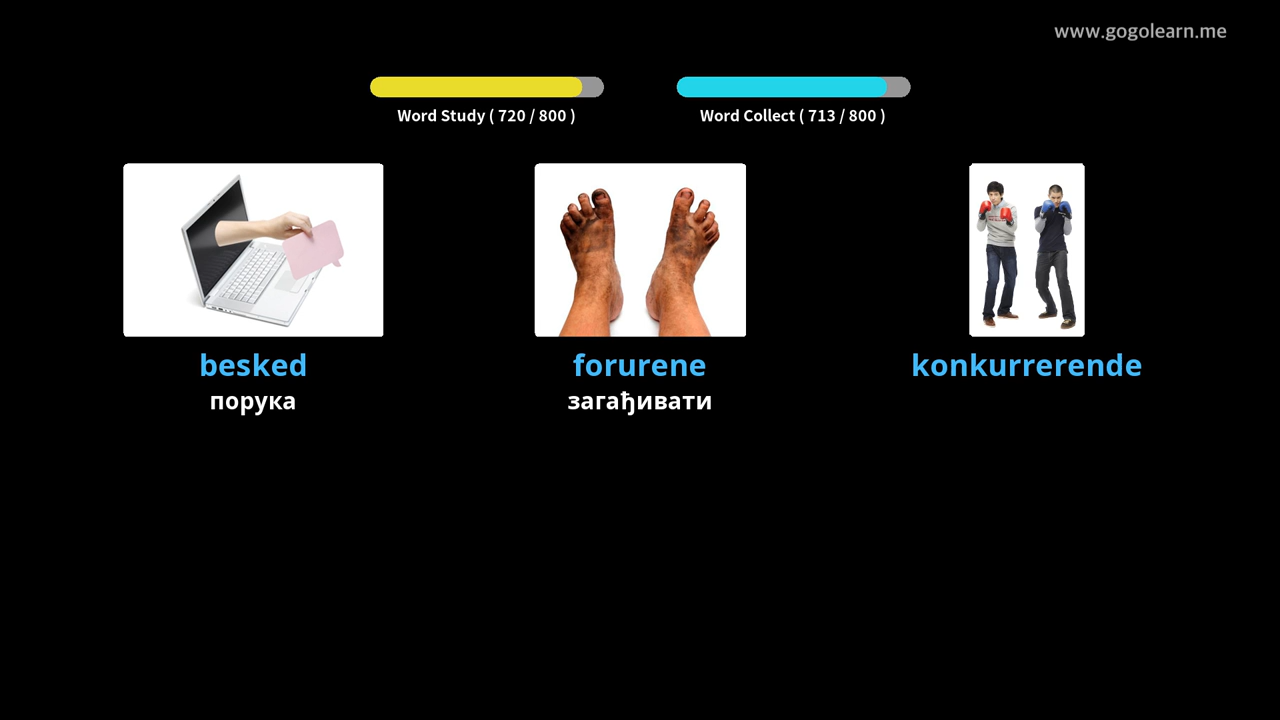 www.gogolearn.me
Word Study ( 720 / 800 )
Word Collect ( 713 / 800 )
besked
порука
forurene
загађивати
konkurrerende